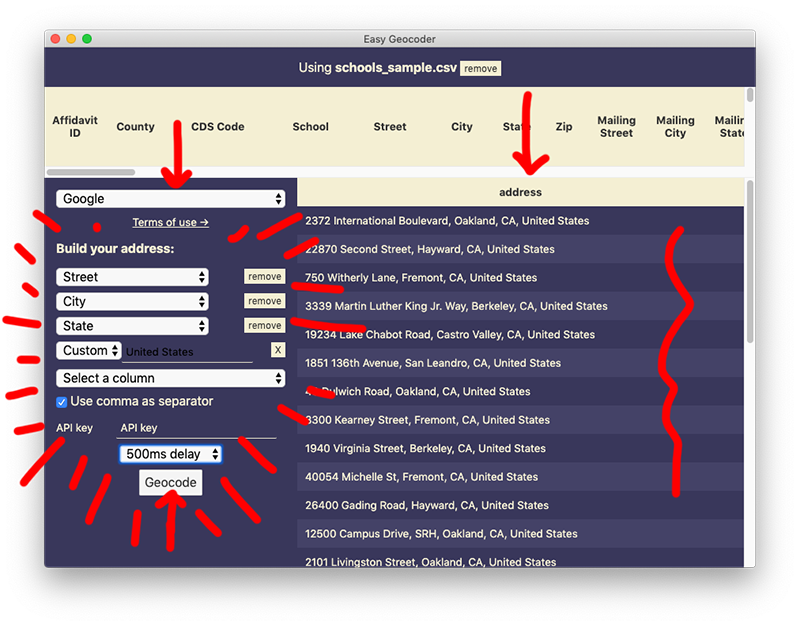 Easy Geocoder
Using schools_sample.csv remove
Affidavit ID County CDS Code School Street City State Zip Mailing Street Mailing City Mailing State
Google
Terms of use →
Build your address:
Street remove
City remove
State remove
Custom United States X
Select a column
Use comma as separator
API key API key
500ms delay
Geocode
address
2372 International Boulevard, Oakland, CA, United States
22870 Second Street, Hayward, CA, United States
750 Witherly Lane, Fremont, CA, United States
3339 Martin Luther King Jr. Way, Berkeley, CA, United States
19234 Lake Chabot Road, Castro Valley, CA, United States
1851 136th Avenue, San Leandro, CA, United States
Dulwich Road, Oakland, CA, United States
3300 Kearney Street, Fremont, CA, United States
1940 Virginia Street, Berkeley, CA, United States
40054 Michelle St, Fremont, CA, United States
26400 Gading Road, Hayward, CA, United States
12500 Campus Drive, SRH, Oakland, CA, United States
2101 Livingston Street, Oakland, CA, United States